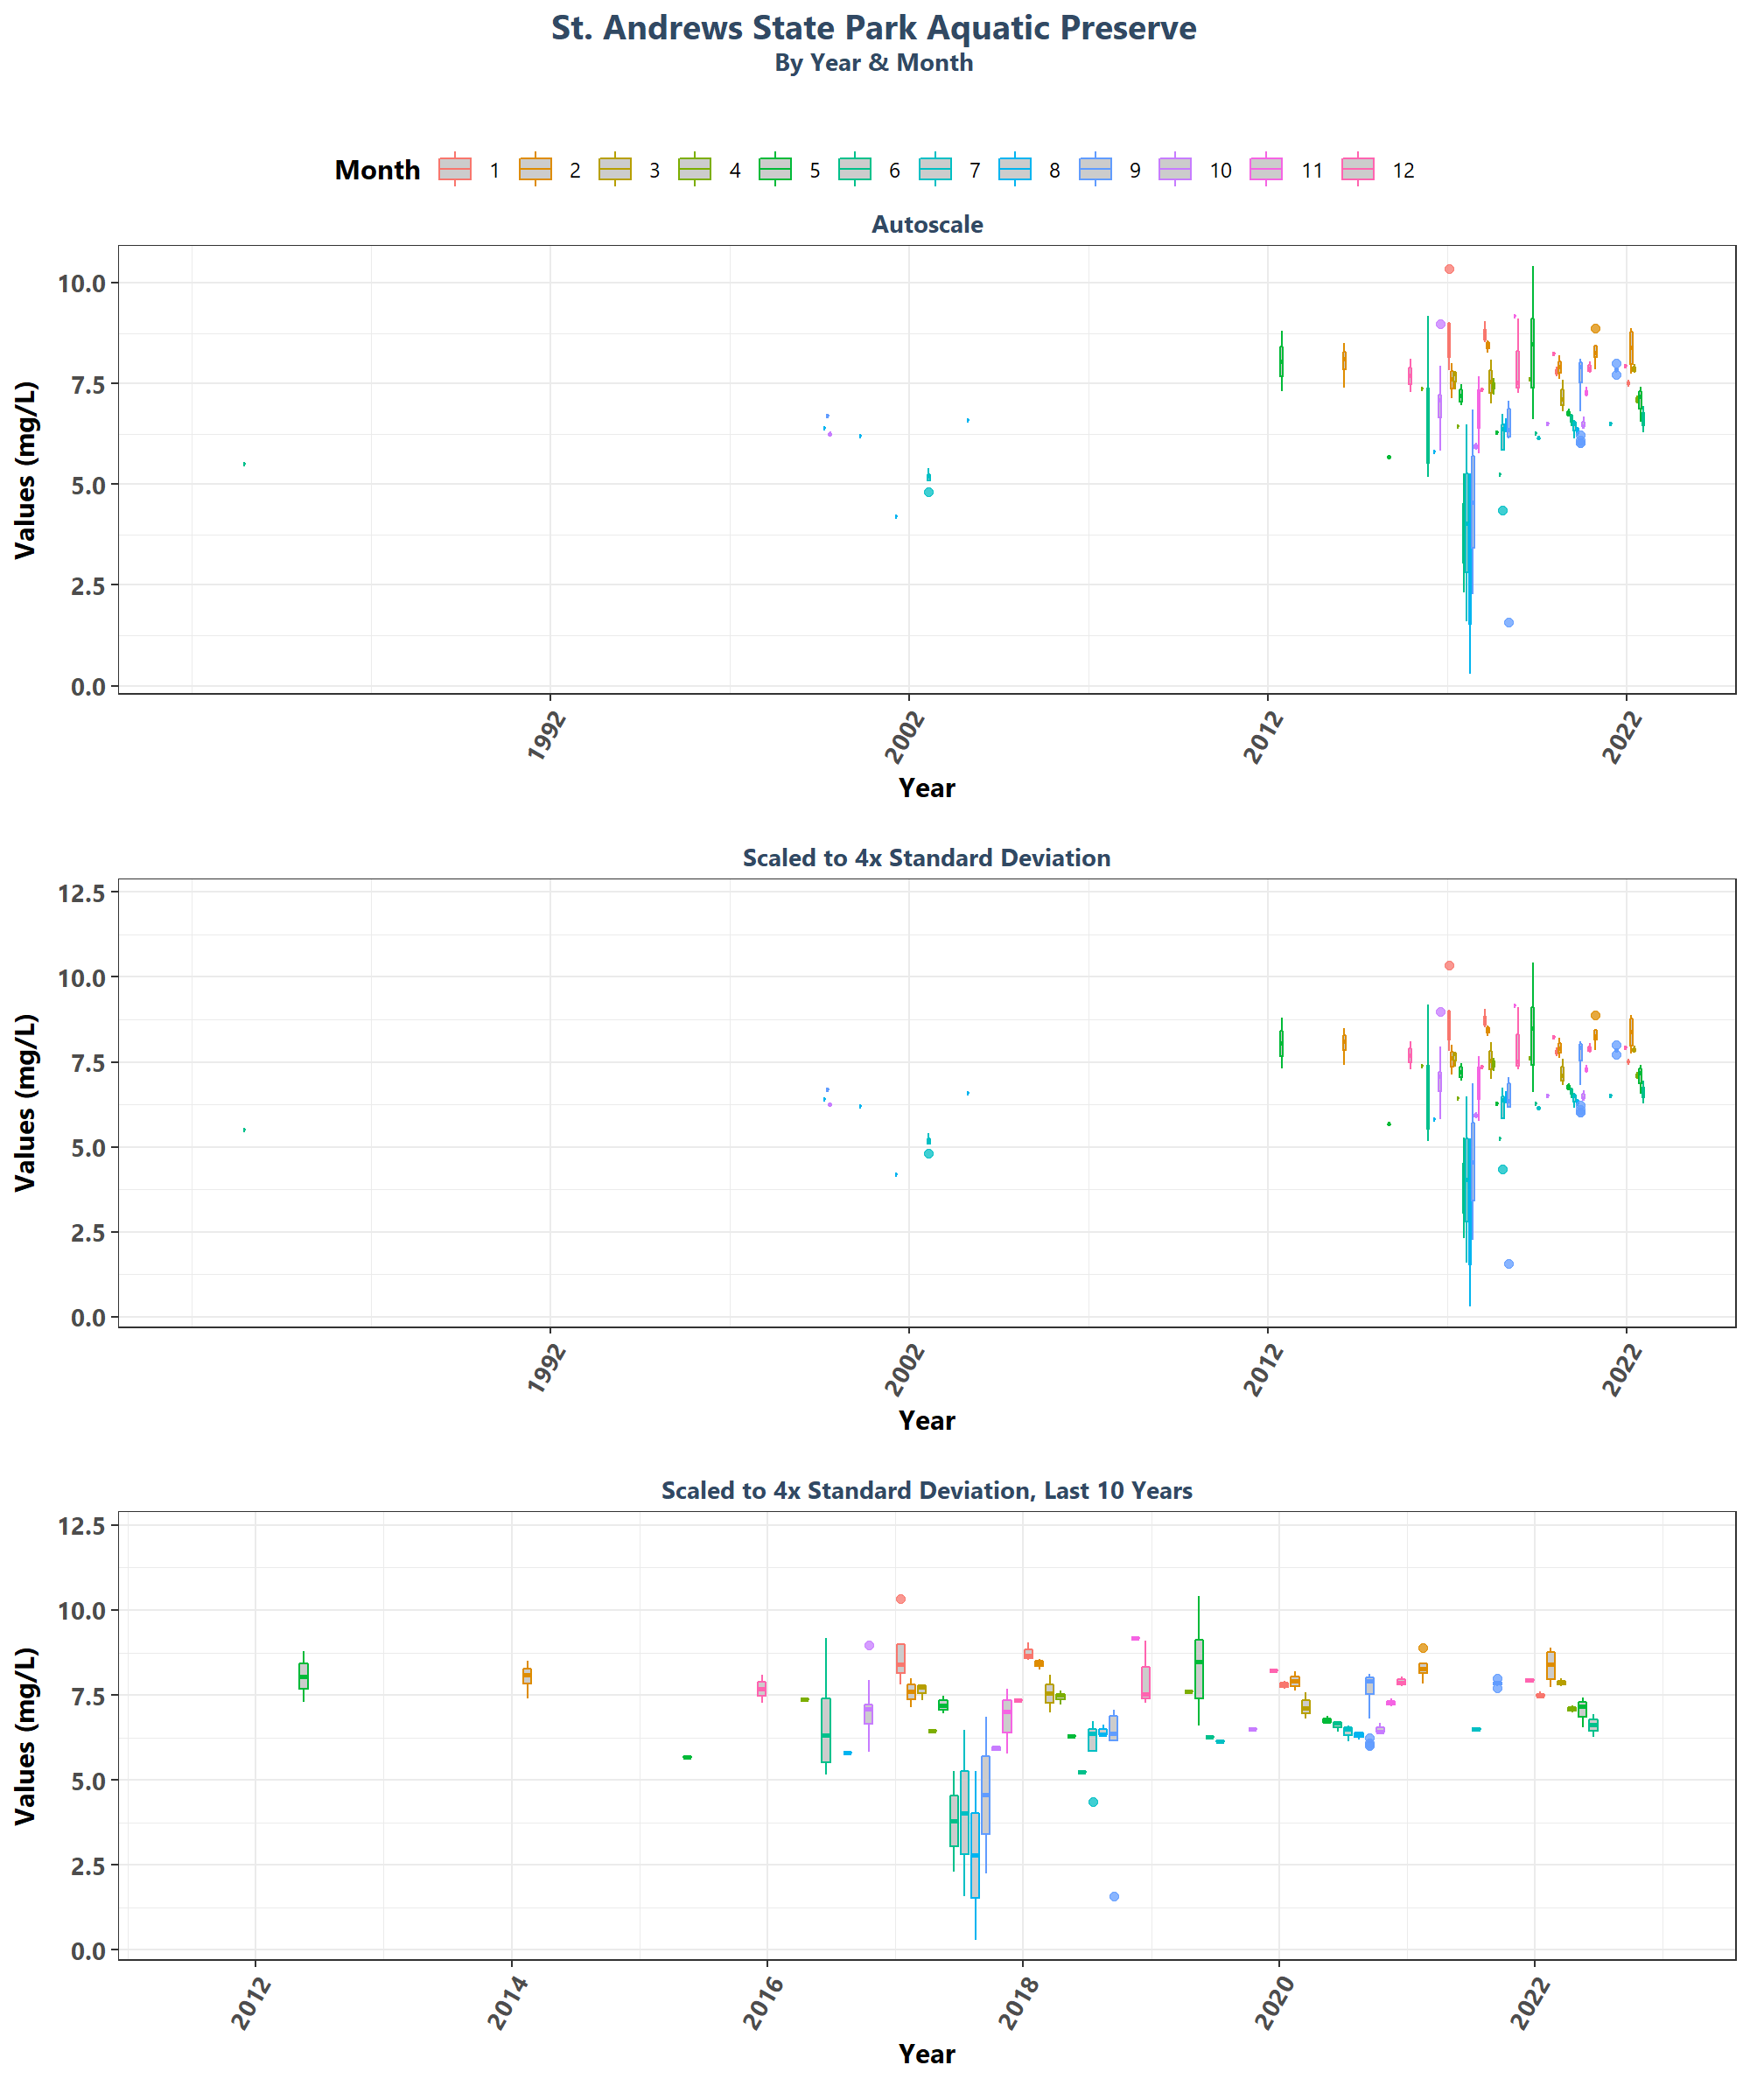 St. Andrews State Park Aquatic Preserve
By Year & Month
Month 1 2 3 4 5 6 7 8 9 10 11 12
Autoscale
10.0
7.5
5.0
2.5
0.0
Values (mg/L)
1992 2002 2012 2022
Year
Scaled to 4x Standard Deviation
12.5
10.0
7.5
5.0
2.5
0.0
Values (mg/L)
1992 2002 2012 2022
Year
Scaled to 4x Standard Deviation, Last 10 Years
12.5
10.0
7.5
5.0
2.5
0.0
Values (mg/L)
2012 2014 2016 2018 2020 2022
Year